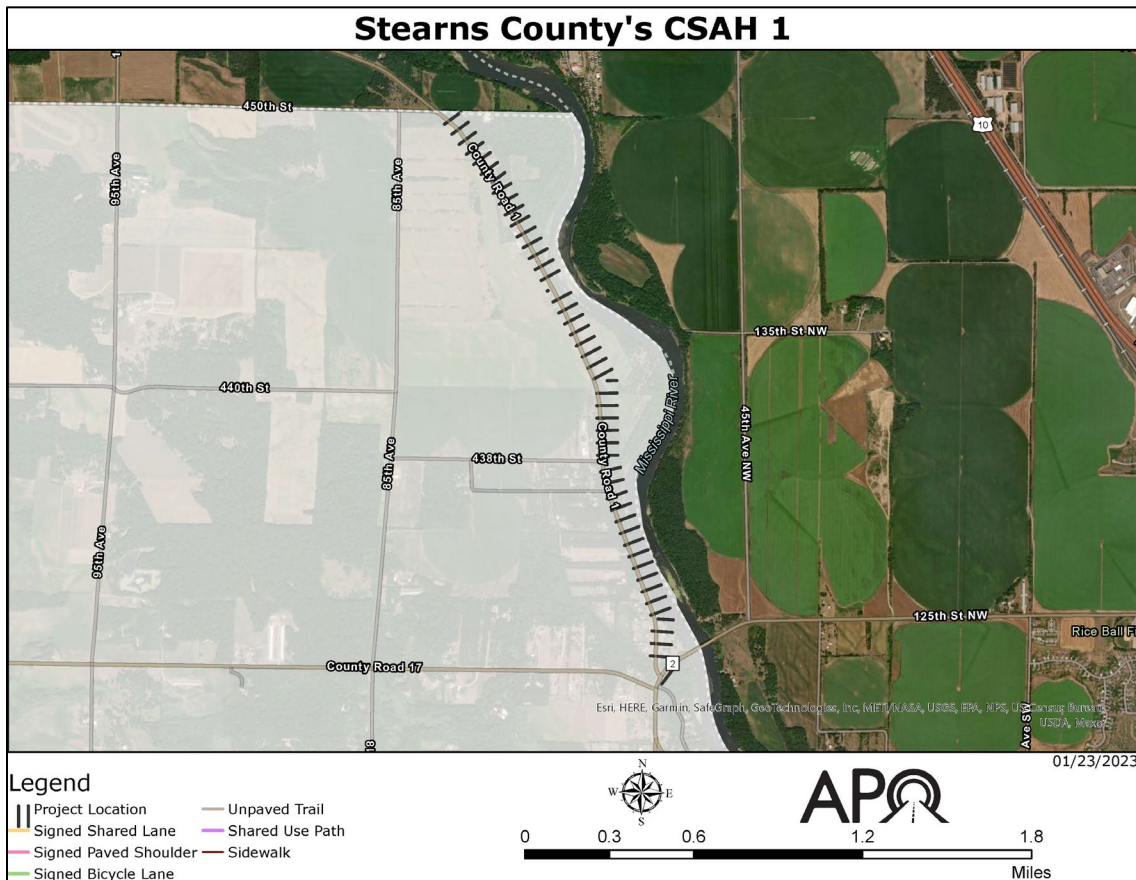 Stearns County's CSAH 1
450th St
95th Ave
85th Ave
County Road 1
10
135th St NW
440th St
45th Ave NW
Mississippi River
438th St
85th Ave
County Road 1
95th Ave
125th St NW
Rice Ball
2
County Road 17
Esri, HERE, Garmin, SafeGraph, GeoTechnologies, Inc, METI/NASA, USGS, EPA, NPS, US Census Bureau,
USDA,
Ave SW
01/23/2023
Legend
Project Location
Signed Shared Lane
Signed Paved Shoulder
Signed Bicycle Lane
Unpaved Trail
Shared Use Path
Sidewalk
N
W E
S
APO
0 0.3 0.6 1.2 1.8
Miles